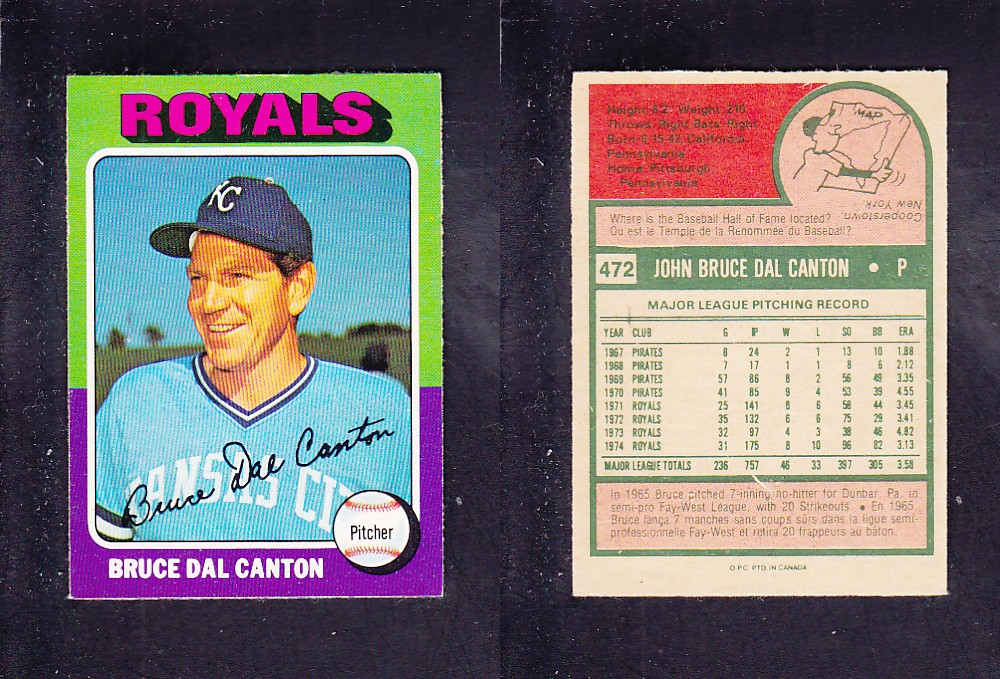 ROYALS
KC
KANSAS CI
Bruce Dal Canton
Pitcher
BRUCE DAL CANTON
Height 6'2" Weight 210
Throws Right Bats Right
Born 6-15-42, California,
Pennsylvania
Home Pittsburgh,
Pennsylvania
MAP
Cooperstown,
New York.
Where is the Baseball Hall of Fame located?
Où est le Temple de la Renommée du Baseball?
472 JOHN BRUCE DAL CANTON • P
MAJOR LEAGUE PITCHING RECORD
YEAR CLUB G IP W L SO BB ERA
1967 PIRATES 8 24 2 1 13 10 1.88
1968 PIRATES 7 17 1 1 8 6 2.12
1969 PIRATES 57 86 8 2 56 49 3.35
1970 PIRATES 41 85 9 4 53 39 4.55
1971 ROYALS 25 141 8 6 58 44 3.45
1972 ROYALS 35 132 6 6 75 29 3.41
1973 ROYALS 32 97 4 3 38 46 4.82
1974 ROYALS 31 175 8 10 96 82 3.13
MAJOR LEAGUE TOTALS 236 757 46 33 397 305 3.58
In 1965 Bruce pitched 7-inning, no-hitter for Dunbar, Pa. in
semi-pro Fay-West League, with 20 Strikeouts • En 1965
Bruce lança 7 manches sans coups sûrs dans la ligue semi-
professionnelle Fay-West et retira 20 frappeurs au bâton.
O.P.C. PTD IN CANADA